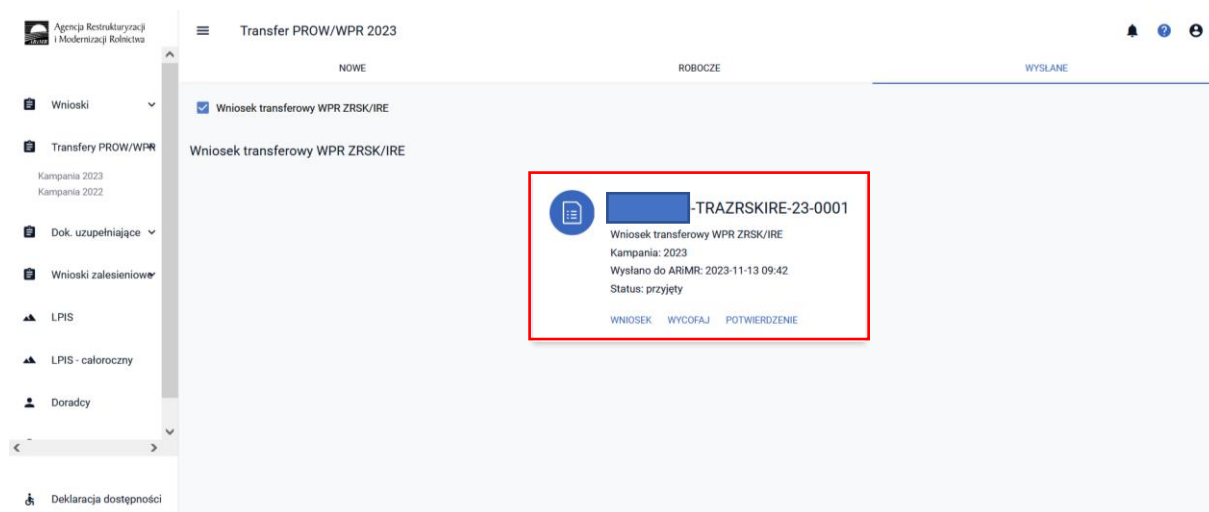 Agencja Restrukturyzacji
i Modernizacji Rolnictwa
Transfer PROW/WPR 2023
NOWE
ROBOCZE
WYSŁANE
Wnioski
Transfery PROW/WPR
Kampania 2023
Kampania 2022
Dok. uzupełniające
Wnioski zalesieniowe
LPIS
LPIS - całoroczny
Doradcy
Deklaracja dostępności
Wniosek transferowy WPR ZRSK/IRE
Wniosek transferowy WPR ZRSK/IRE
-TRAZRSKIRE-23-0001
Wniosek transferowy WPR ZRSK/IRE
Kampania: 2023
Wysłano do ARiMR: 2023-11-13 09:42
Status: przyjęty
WNIOSEK WYCOFAJ POTWIERDZENIE